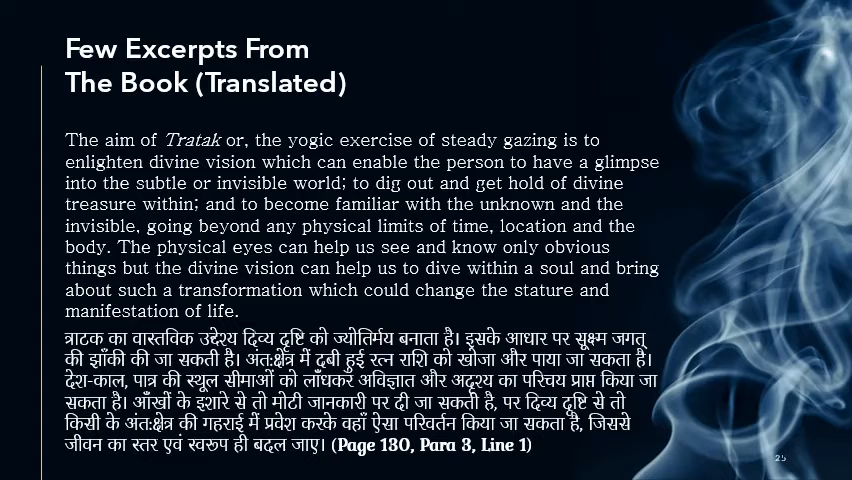 Few Excerpts From
The Book (Translated)
The aim of Tratak or, the yogic exercise of steady gazing is to
enlighten divine vision which can enable the person to have a glimpse
into the subtle or invisible world; to dig out and get hold of divine
treasure within; and to become familiar with the unknown and the
invisible, going beyond any physical limits of time, location and the
body. The physical eyes can help us see and know only obvious
things but the divine vision can help us to dive within a soul and bring
about such a transformation which could change the stature and
manifestation of life.
त्राटक का वास्तविक उद्देश्य दिव्य दृष्टि को ज्योतिर्मय बनाता है। इसके आधार पर सूक्ष्म जगत्
की झाँकी की जा सकती है। अंत:क्षेत्र में दबी हुई रत्न राशि को खोजा और पाया जा सकता है।
देश-काल, पात्र की स्थूल सीमाओं को लाँघकर अविज्ञात और अदृश्य का परिचय प्राप्त किया जा
सकता है। आँखों के इशारे से तो मोटी जानकारी पर दी जा सकती है, पर दिव्य दृष्टि से तो
किसी के अंत:क्षेत्र की गहराई में प्रवेश करके वहाँ ऐसा परिवर्तन किया जा सकता है, जिससे
जीवन का स्तर एवं स्वरूप ही बदल जाए। (Page 130, Para 3, Line 1)
25